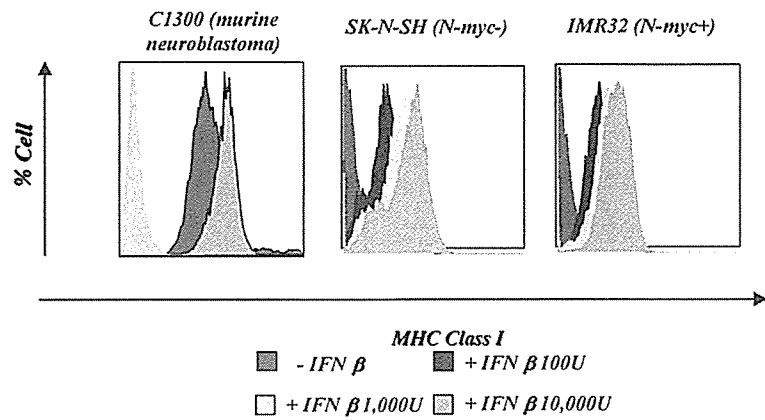 C1300 (murine
neuroblastoma)
SK-N-SH (N-myc-)
IMR32 (N-myc+)
% Cell
MHC Class I
- IFN β
+ IFN β 100U
+ IFN β 1,000U
+ IFN β 10,000U